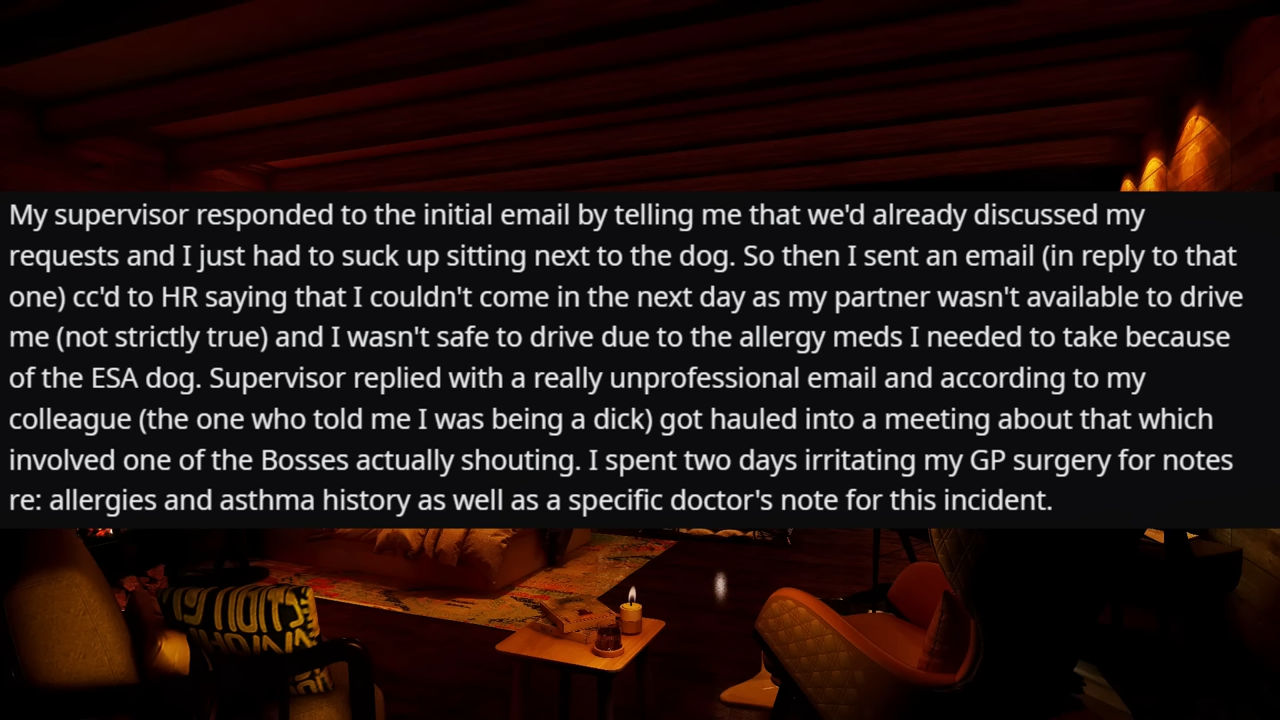 My supervisor responded to the initial email by telling me that we'd already discussed my
requests and I just had to suck up sitting next to the dog. So then I sent an email (in reply to that
one) cc'd to HR saying that I couldn't come in the next day as my partner wasn't available to drive
me (not strictly true) and I wasn't safe to drive due to the allergy meds I needed to take because
of the ESA dog. Supervisor replied with a really unprofessional email and according to my
colleague (the one who told me I was being a dick) got hauled into a meeting about that which
involved one of the Bosses actually shouting. I spent two days irritating my GP surgery for notes
re: allergies and asthma history as well as a specific doctor's note for this incident.